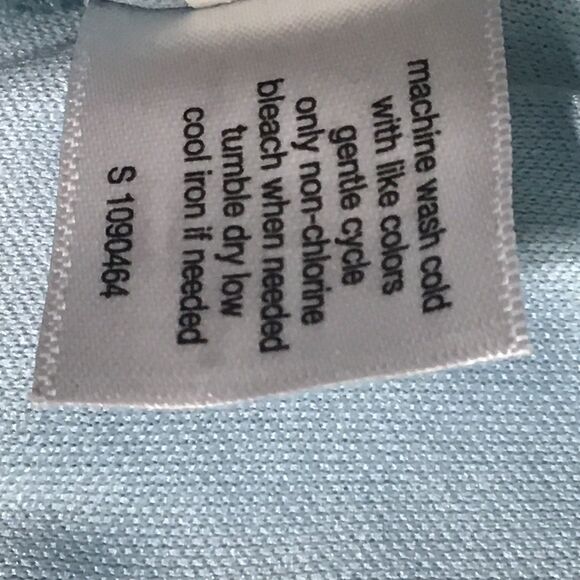 machine wash cold
with like colors
gentle cycle
only non-chlorine
bleach when needed
tumble dry low
cool iron if needed
S 1090464